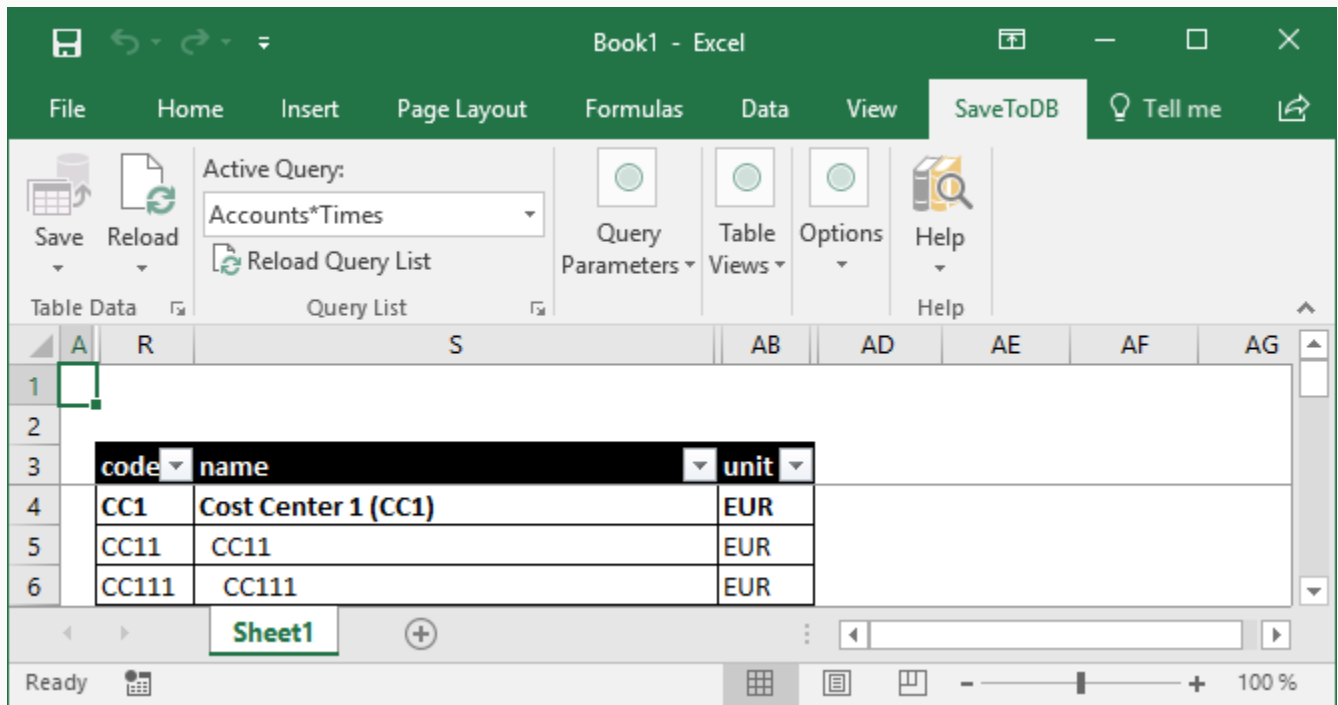 Book1 - Excel
File Home Insert Page Layout Formulas Data View SaveToDB Tell me
Active Query:
Accounts*Times
Save Reload Reload Query List Query Parameters Table Views Options Help
Table Data Query List Help
A R S AB AD AE AF AG
1
2
3 code name unit
4 CC1 Cost Center 1 (CC1) EUR
5 CC11 CC11 EUR
6 CC111 CC111 EUR
Sheet1
Ready 100 %